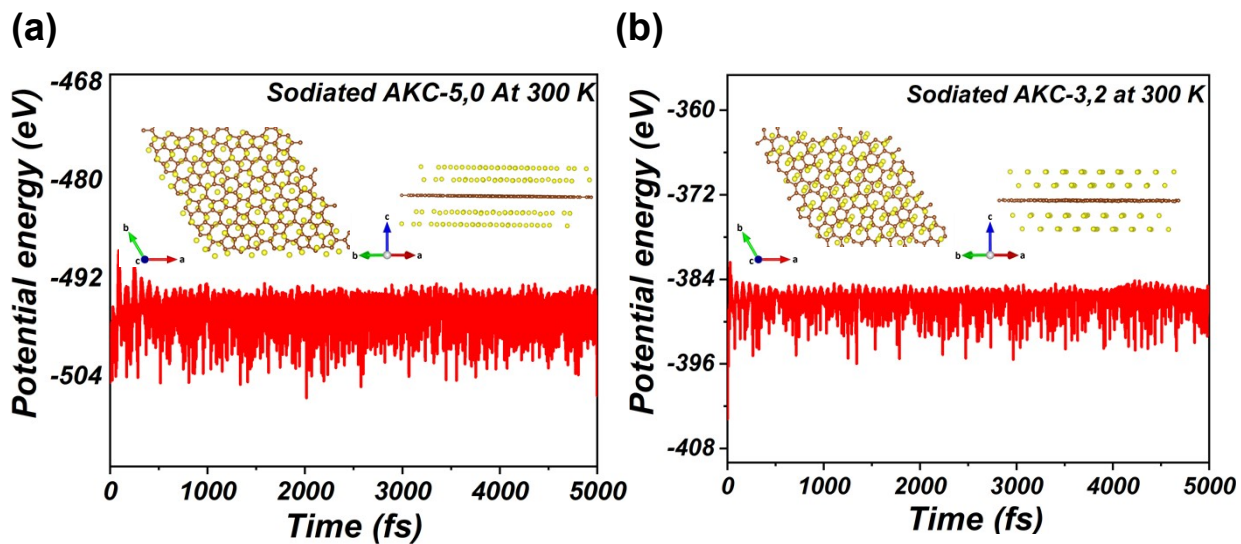 (a)
Sodiated AKC-5,0 At 300 K
Potential energy (eV)
-468
-480
-492
-504
b
c
a
c
b
a
0
1000
2000
3000
4000
5000
Time (fs)
(b)
Sodiated AKC-3,2 at 300 K
Potential energy (eV)
-360
-372
-384
-396
-408
b
c
a
c
b
a
0
1000
2000
3000
4000
5000
Time (fs)